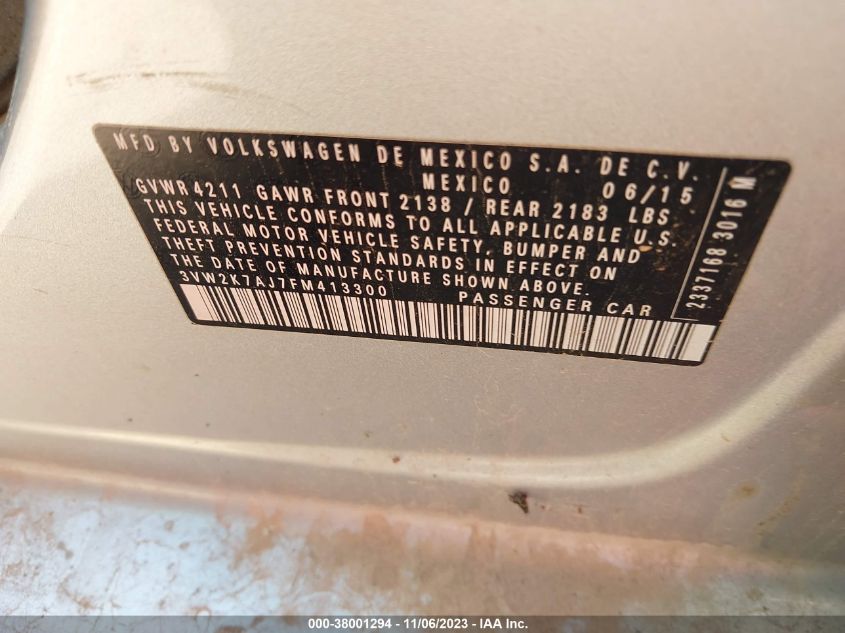 MFD BY VOLKSWAGEN DE MEXICO S.A. DE C.V.
MEXICO 06/15
GVWR 4211 GAWR FRONT 2138 / REAR 2183 LBS
THIS VEHICLE CONFORMS TO ALL APPLICABLE U.S.
FEDERAL MOTOR VEHICLE SAFETY, BUMPER AND
THEFT PREVENTION STANDARDS IN EFFECT ON
THE DATE OF MANUFACTURE SHOWN ABOVE.
3VW2K7AJ7FM413300 PASSENGER CAR
2337168 3016 M
000-38001294 - 11/06/2023 - IAA Inc.